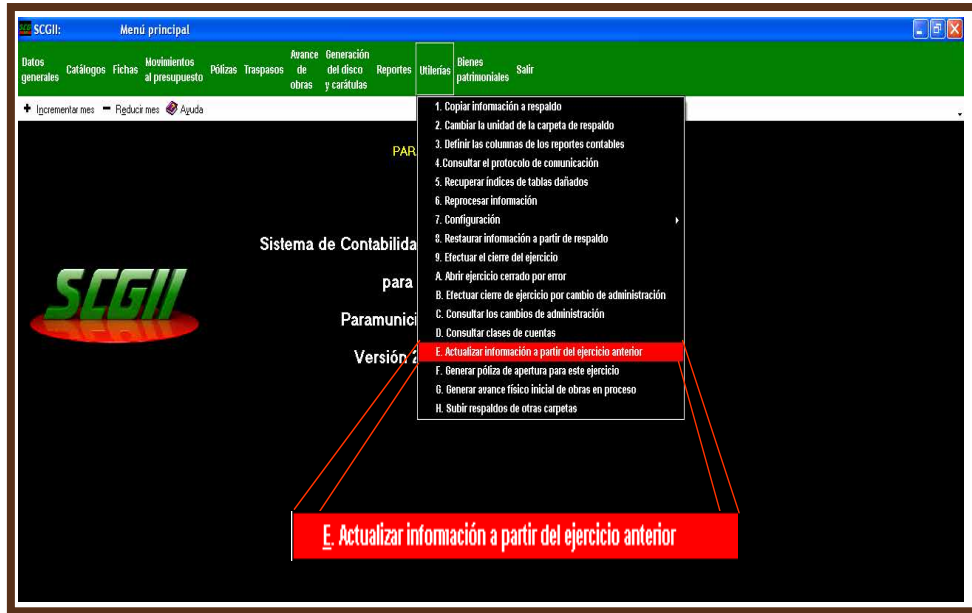 SCGII: Menú principal
Datos generales Catálogos Fichas Movimientos al presupuesto Pólizas Traspasos Avance de obras Generación del disco y carátulas Reportes Utilerías Bienes patrimoniales Salir
Incrementar mes Reducir mes Ayuda
1. Copiar información a respaldo
2. Cambiar la unidad de la carpeta de respaldo
3. Definir las columnas de los reportes contables
4.Consultar el protocolo de comunicación
5. Recuperar índices de tablas dañados
6. Reprocesar información
7. Configuración
8. Restaurar información a partir de respaldo
9. Efectuar el cierre del ejercicio
A. Abrir ejercicio cerrado por error
B. Efectuar cierre de ejercicio por cambio de administración
C. Consultar los cambios de administración
D. Consultar clases de cuentas
E. Actualizar información a partir del ejercicio anterior
F. Generar póliza de apertura para este ejercicio
G. Generar avance físico inicial de obras en proceso
H. Subir respaldos de otras carpetas
PAR
Sistema de Contabilida
para
Paramunici
Versión 2
SCGII
E. Actualizar información a partir del ejercicio anterior